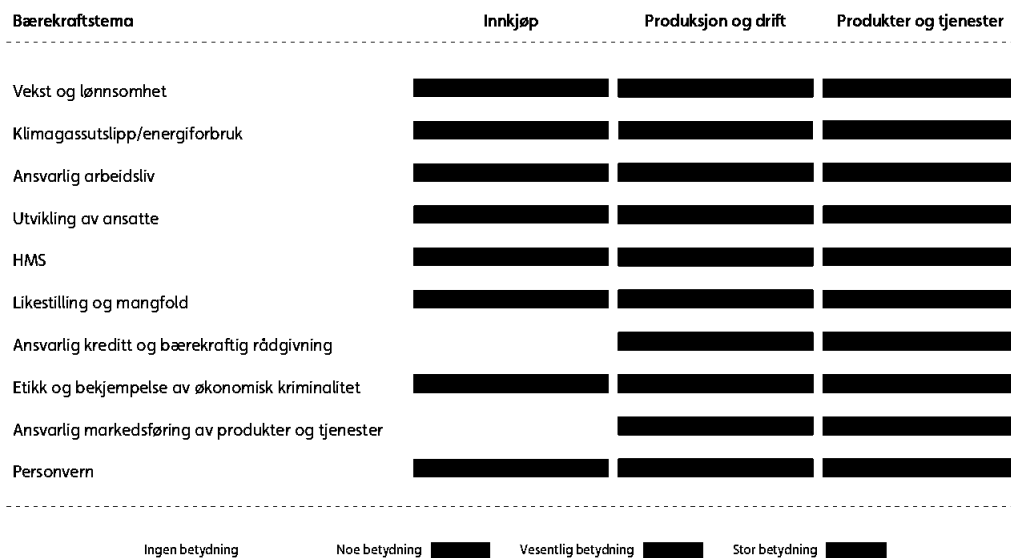 Bærekraftstema Innkjøp Produksjon og drift Produkter og tjenester
Vekst og lønnsomhet
Klimagassutslipp/energiforbruk
Ansvarlig arbeidsliv
Utvikling av ansatte
HMS
Likestilling og mangfold
Ansvarlig kreditt og bærekraftig rådgivning
Etikk og bekjempelse av økonomisk kriminalitet
Ansvarlig markedsføring av produkter og tjenester
Personvern
Ingen betydning Noe betydning Vesentlig betydning Stor betydning